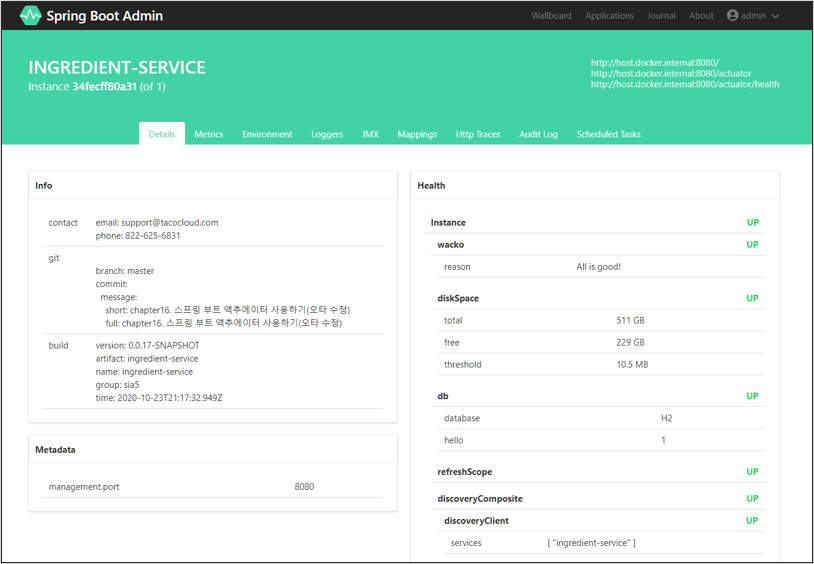 Spring Boot Admin
Wallboard Applications Journal About admin
INGREDIENT-SERVICE
Instance 34fecff80a31 (of 1)
http://host.docker.internal:8080/
http://host.docker.internal:8080/actuator
http://host.docker.internal:8080/actuator/health
Details Metrics Environment Loggers JMX Mappings Http Traces Audit Log Scheduled Tasks
Info
contact email: support@tacocloud.com
phone: 822-625-6831
git
branch: master
commit:
message:
short: chapter16. 스프링 부트 액추에이터 사용하기(오타 수정)
full: chapter16. 스프링 부트 액추에이터 사용하기(오타 수정)
build version: 0.0.17-SNAPSHOT
artifact: ingredient-service
name: ingredient-service
group: sia5
time: 2020-10-23T21:17:32.949Z
Metadata
management.port 8080
Health
Instance UP
wacko UP
reason All is good!
diskSpace UP
total 511 GB
free 229 GB
threshold 10.5 MB
db UP
database H2
hello 1
refreshScope UP
discoveryComposite UP
discoveryClient UP
services [ "ingredient-service" ]